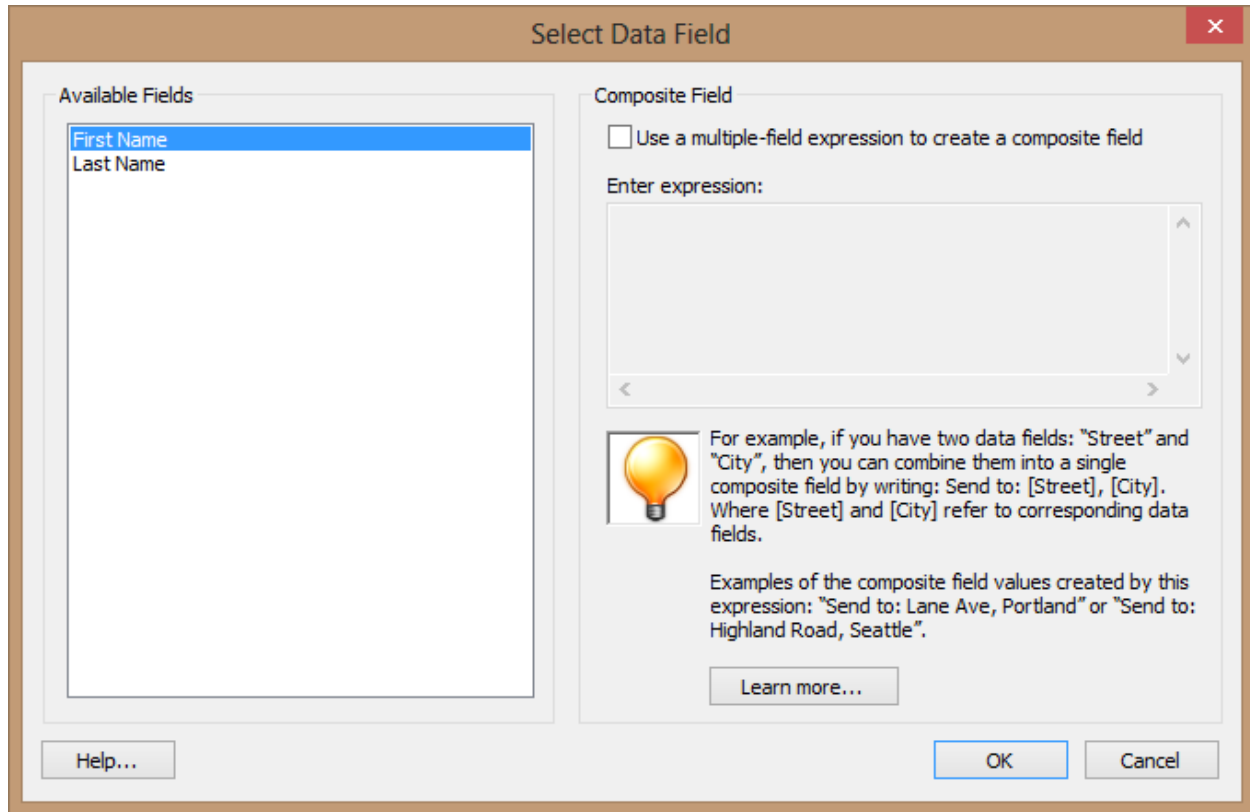 Select Data Field
Available Fields
First Name
Last Name
Composite Field
Use a multiple-field expression to create a composite field
Enter expression:
For example, if you have two data fields: “Street” and
“City”, then you can combine them into a single
composite field by writing: Send to: [Street], [City].
Where [Street] and [City] refer to corresponding data
fields.
Examples of the composite field values created by this
expression: “Send to: Lane Ave, Portland” or “Send to:
Highland Road, Seattle”.
Learn more...
Help...
OK
Cancel